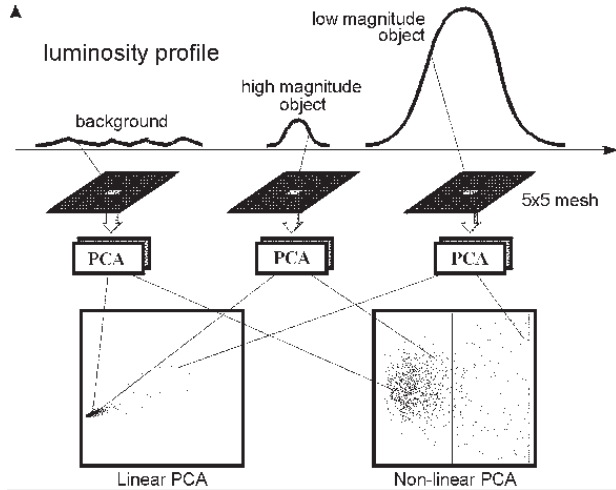 low magnitude
object
luminosity profile
high magnitude
object
background
5x5 mesh
PCA
PCA
PCA
Linear PCA
Non-linear PCA